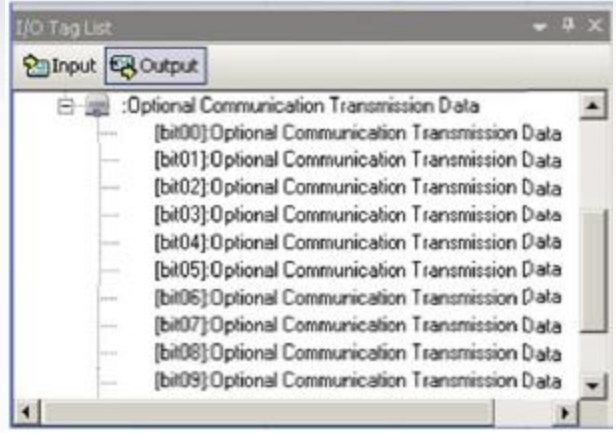 I/O Tag List
Input Output
:Optional Communication Transmission Data
[bit00]:Optional Communication Transmission Data
[bit01]:Optional Communication Transmission Data
[bit02]:Optional Communication Transmission Data
[bit03]:Optional Communication Transmission Data
[bit04]:Optional Communication Transmission Data
[bit05]:Optional Communication Transmission Data
[bit06]:Optional Communication Transmission Data
[bit07]:Optional Communication Transmission Data
[bit08]:Optional Communication Transmission Data
[bit09]:Optional Communication Transmission Data